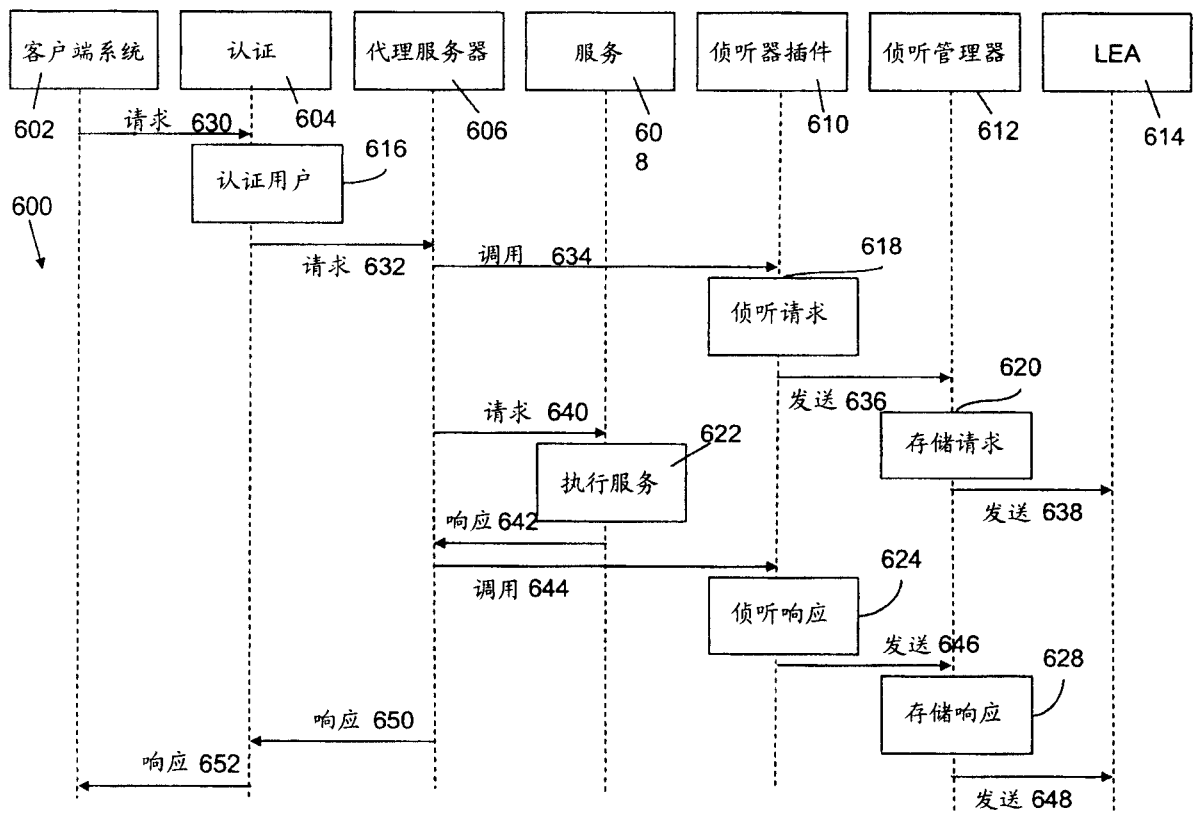 客户端系统
认证
代理服务器
服务
侦听器插件
侦听管理器
LEA
602
请求 630
604
606
60
8
610
612
614
认证用户
616
600
请求 632
调用 634
618
侦听请求
发送 636
620
请求 640
622
存储请求
执行服务
发送 638
响应 642
调用 644
624
侦听响应
发送 646
628
存储响应
响应 650
响应 652
发送 648